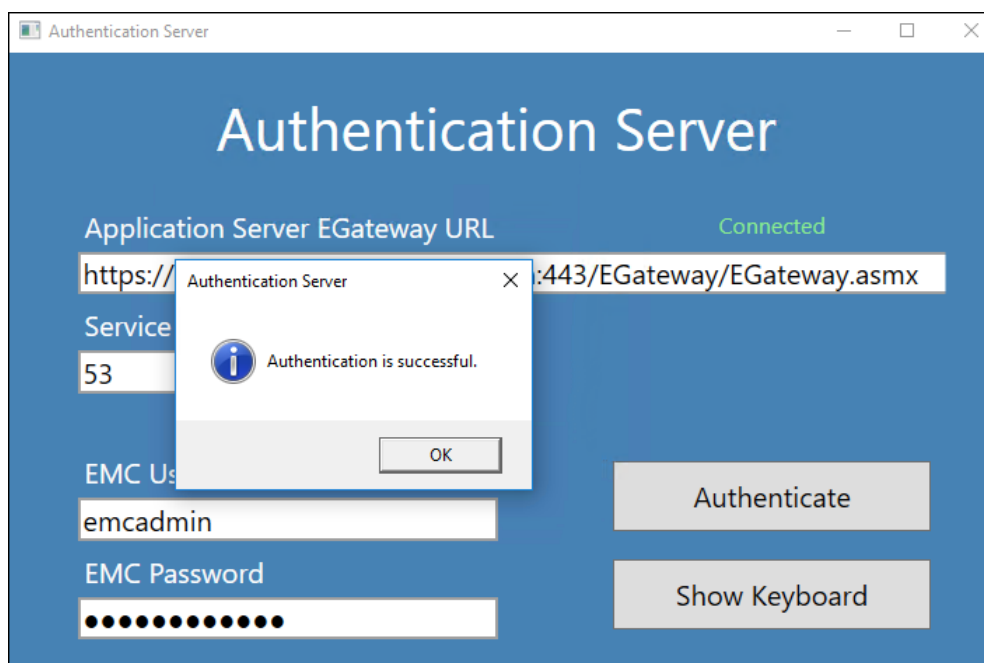 Authentication Server
Authentication Server
Application Server EGateway URL
Connected
https:// :443/EGateway/EGateway.asmx
Authentication Server
Service
Authentication is successful.
53
OK
EMC
Authenticate
emcadmin
EMC Password
Show Keyboard
●●●●●●●●●●●●